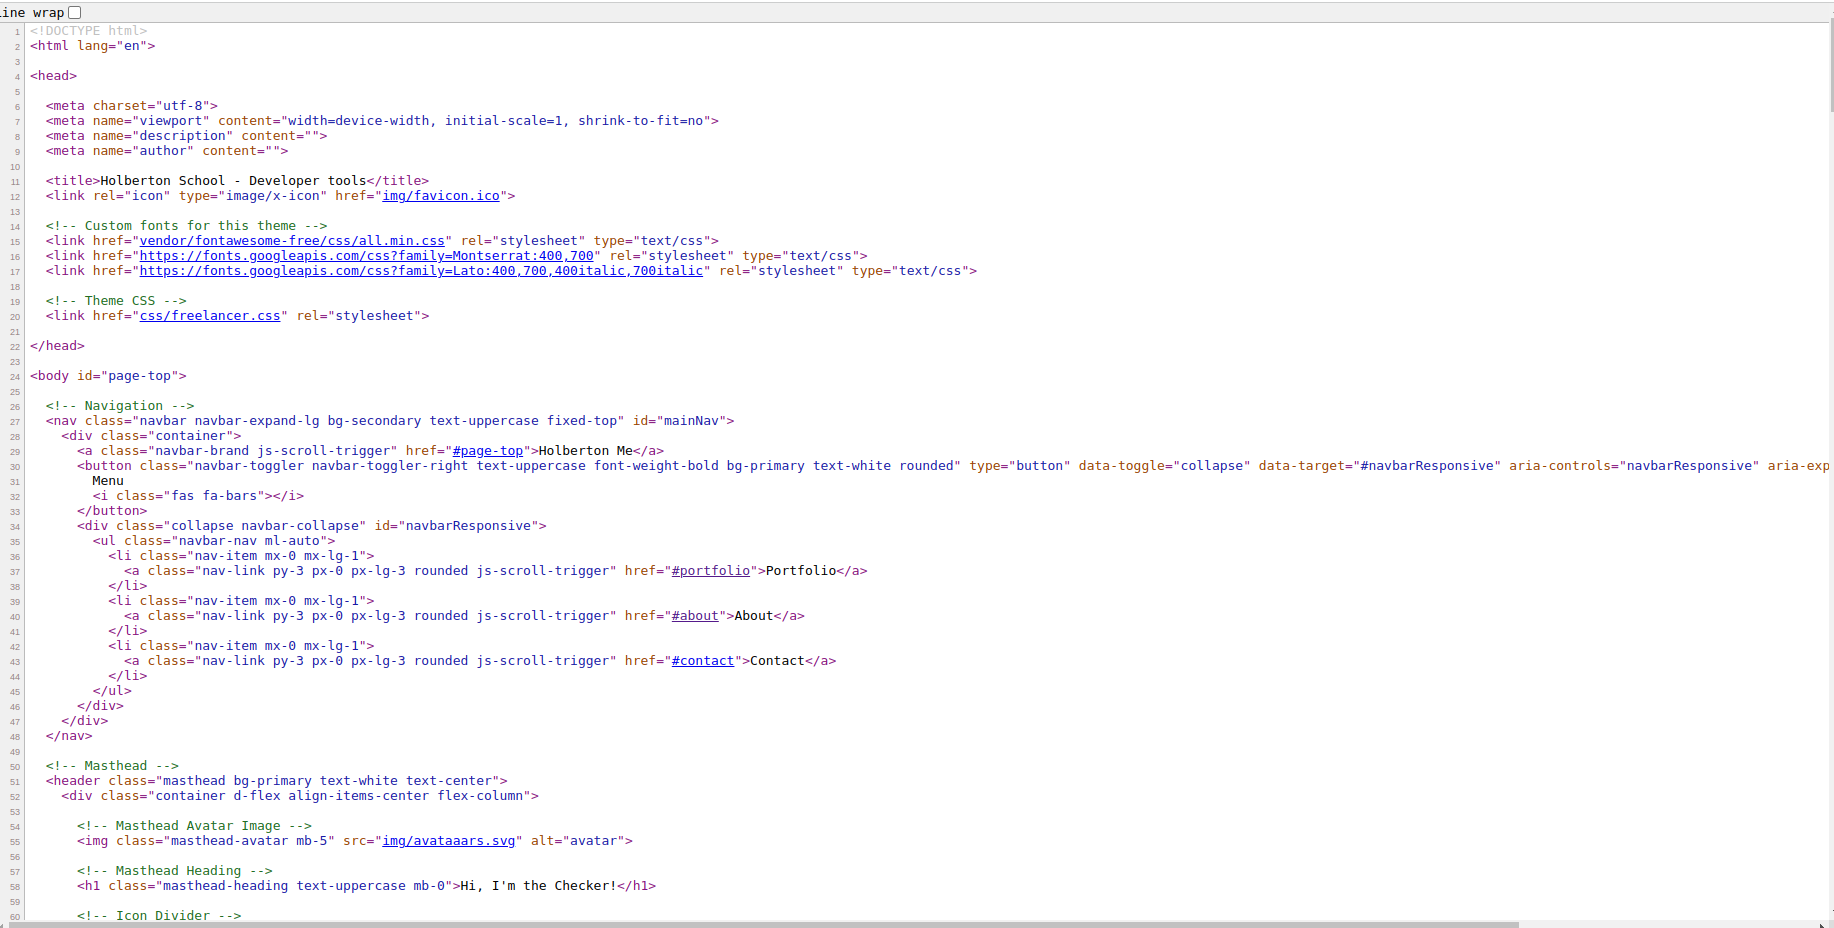 ine wrap
1 <!DOCTYPE html>
2 <html lang="en">
3
4 <head>
5
6   <meta charset="utf-8">
7   <meta name="viewport" content="width=device-width, initial-scale=1, shrink-to-fit=no">
8   <meta name="description" content="">
9   <meta name="author" content="">
10
11   <title>Holberton School - Developer tools</title>
12   <link rel="icon" type="image/x-icon" href="img/favicon.ico">
13
14   <!-- Custom fonts for this theme -->
15   <link href="vendor/fontawesome-free/css/all.min.css" rel="stylesheet" type="text/css">
16   <link href="https://fonts.googleapis.com/css?family=Montserrat:400,700" rel="stylesheet" type="text/css">
17   <link href="https://fonts.googleapis.com/css?family=Lato:400,700,400italic,700italic" rel="stylesheet" type="text/css">
18
19   <!-- Theme CSS -->
20   <link href="css/freelancer.css" rel="stylesheet">
21
22 </head>
23
24 <body id="page-top">
25
26   <!-- Navigation -->
27   <nav class="navbar navbar-expand-lg bg-secondary text-uppercase fixed-top" id="mainNav">
28     <div class="container">
29       <a class="navbar-brand js-scroll-trigger" href="#page-top">Holberton Me</a>
30       <button class="navbar-toggler navbar-toggler-right text-uppercase font-weight-bold bg-primary text-white rounded" type="button" data-toggle="collapse" data-target="#navbarResponsive" aria-controls="navbarResponsive" aria-exp
31         Menu
32         <i class="fas fa-bars"></i>
33       </button>
34       <div class="collapse navbar-collapse" id="navbarResponsive">
35         <ul class="navbar-nav ml-auto">
36           <li class="nav-item mx-0 mx-lg-1">
37             <a class="nav-link py-3 px-0 px-lg-3 rounded js-scroll-trigger" href="#portfolio">Portfolio</a>
38           </li>
39           <li class="nav-item mx-0 mx-lg-1">
40             <a class="nav-link py-3 px-0 px-lg-3 rounded js-scroll-trigger" href="#about">About</a>
41           </li>
42           <li class="nav-item mx-0 mx-lg-1">
43             <a class="nav-link py-3 px-0 px-lg-3 rounded js-scroll-trigger" href="#contact">Contact</a>
44           </li>
45         </ul>
46       </div>
47     </div>
48   </nav>
49
50   <!-- Masthead -->
51   <header class="masthead bg-primary text-white text-center">
52     <div class="container d-flex align-items-center flex-column">
53
54       <!-- Masthead Avatar Image -->
55       <img class="masthead-avatar mb-5" src="img/avataaars.svg" alt="avatar">
56
57       <!-- Masthead Heading -->
58       <h1 class="masthead-heading text-uppercase mb-0">Hi, I'm the Checker!</h1>
59
60       <!-- Icon Divider -->